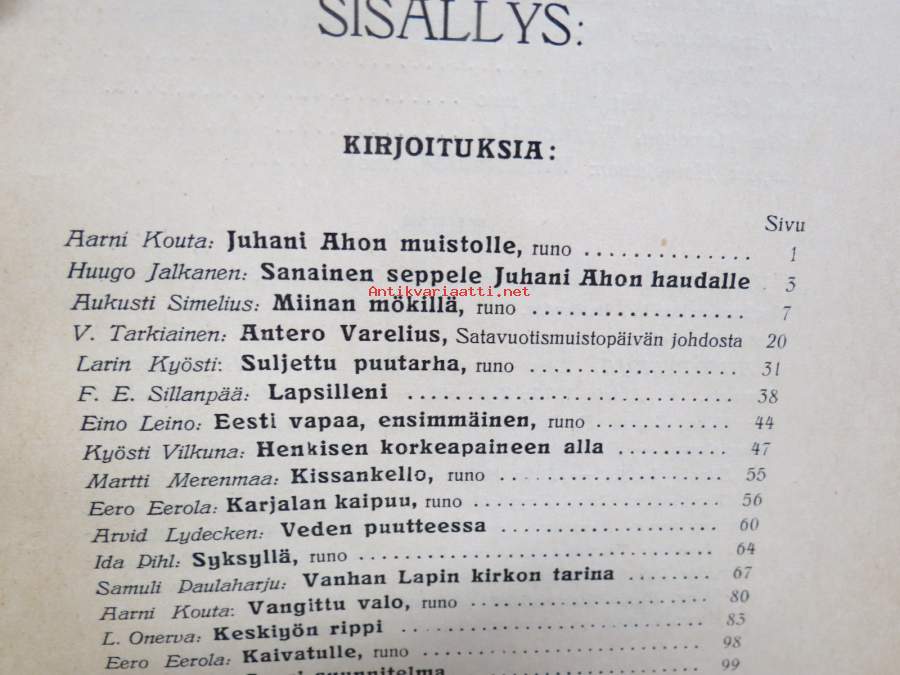 SISÄLLYS:
KIRJOITUKSIA:
Sivu
Aarni Kouta: Juhani Ahon muistolle, runo .............. 1
Huugo Jalkanen: Sanainen seppele Juhani Ahon haudalle . 3
Antikvariaatti.net
Aukusti Simelius: Miinan mökillä, runo .................. 7
V. Tarkiainen: Antero Varelius, Satavuotismuistopäivän johdosta 20
Larin Kyösti: Suljettu puutarha, runo ................... 31
F. E. Sillanpää: Lapsilleni ............................. 38
Eino Leino: Eesti vapaa, ensimmäinen, runo ............ 44
Kyösti Vilkuna: Henkisen korkeapaineen alla .......... 47
Martti Merenmaa: Kissankello, runo .................... 55
Eero Eerola: Karjalan kaipuu, runo ..................... 56
Arvid Lydecken: Veden puutteessa ................... 60
Ida Pihl: Syksyllä, runo ............................... 64
Samuli Paulaharju: Vanhan Lapin kirkon tarina ........ 67
Aarni Kouta: Vangittu valo, runo ..................... 80
L. Onerva: Keskiyön rippi .......................... 83
Eero Eerola: Kaivatulle, runo ......................... 98
suunnitelma ................... 99